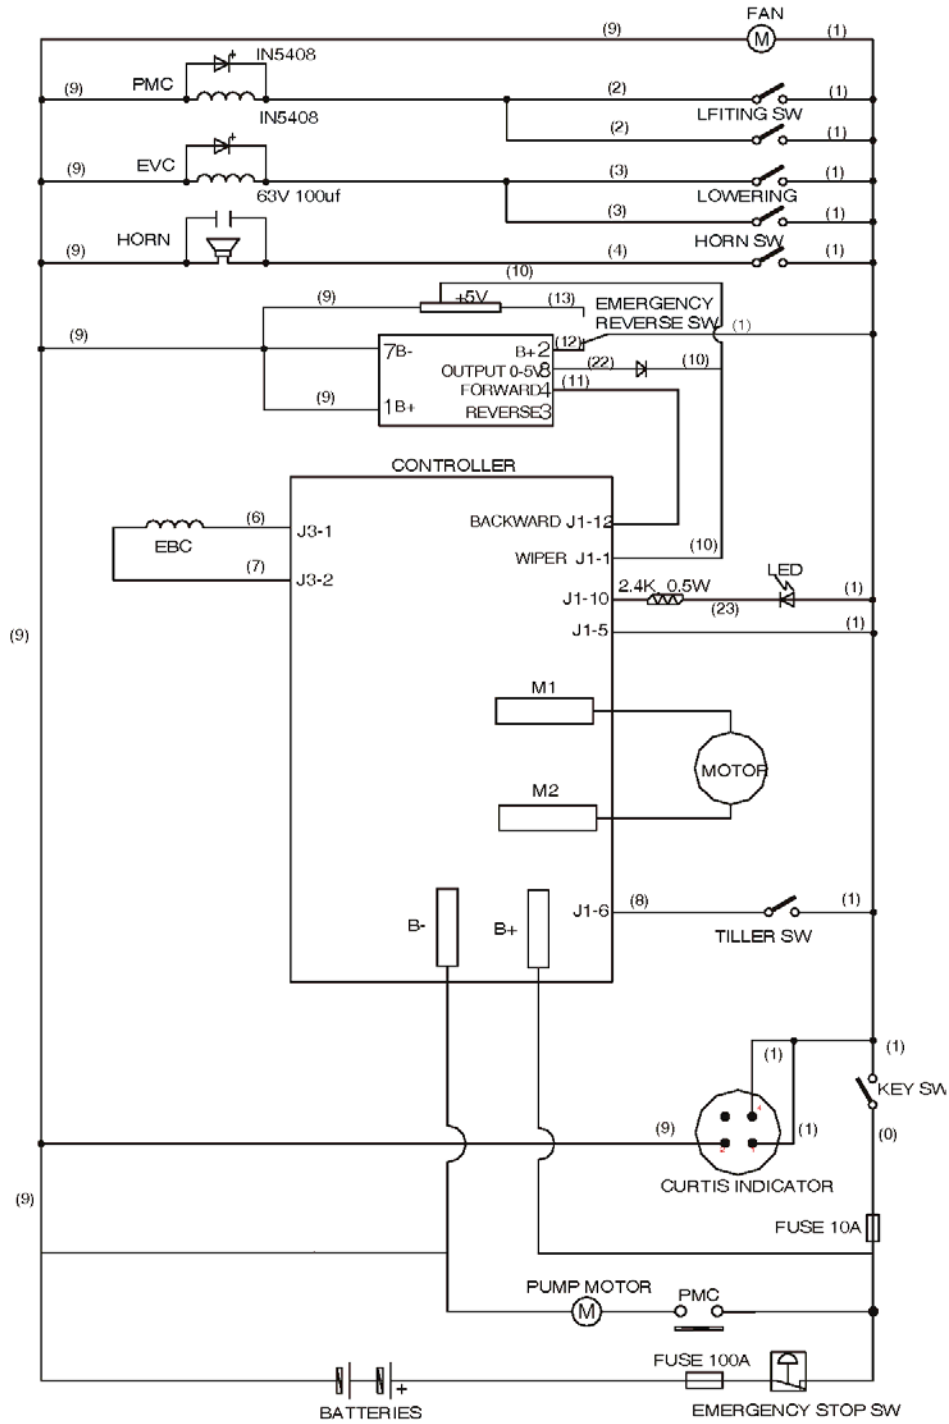 FAN
(9) M (1)
IN5408
(9) PMC (2) (1)
IN5408 LFITING SW
(2) (1)
(9) EVC (3) (1)
63V 100uf LOWERING
(3) (1)
HORN HORN SW
(9) (4) (1)
(10)
(9) +5V (13) EMERGENCY
REVERSE SW (1)
(9) 7B- B+2 (12)
OUTPUT 0-5V8 (22) (10)
FORWARD4 (11)
(9) 1B+ REVERSE3
CONTROLLER
(6) J3-1 BACKWARD J1-12
EBC WIPER J1-1 (10)
(7) J3-2
LED
J1-10 2.4K 0.5W (23) (1)
(9) J1-5 (1)
M1
MOTOR
M2
B- B+ J1-6 (8) (1)
TILLER SW
(1) (1)
KEY SW
4
(9) (1) (0)
2 1
CURTIS INDICATOR
(9)
FUSE 10A
PUMP MOTOR PMC
M
FUSE 100A
+
BATTERIES EMERGENCY STOP SW